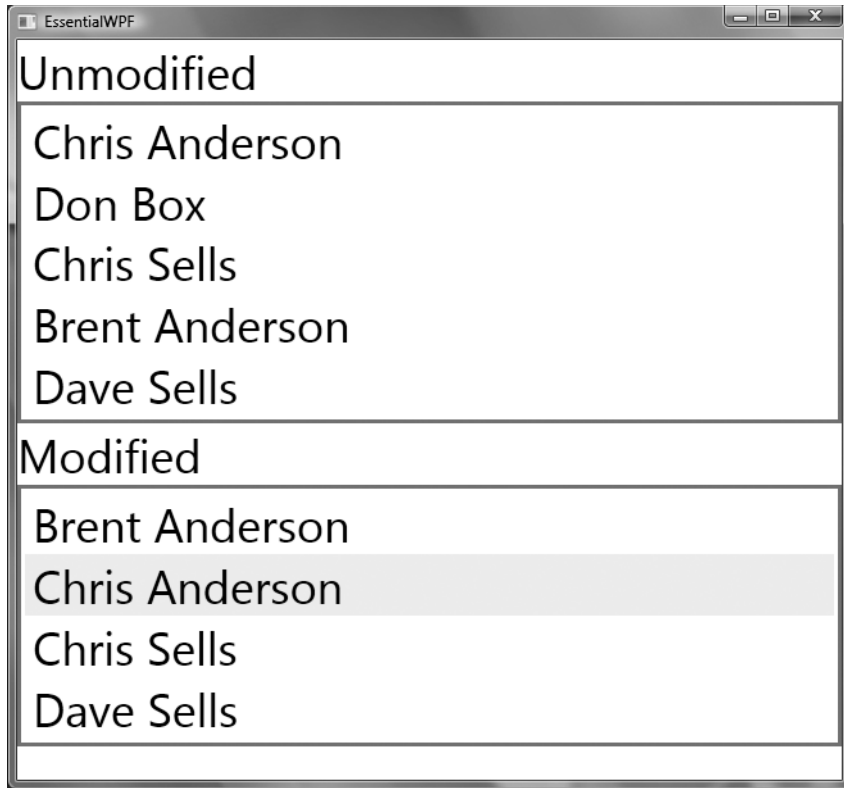 EssentialWPF
Unmodified
Chris Anderson
Don Box
Chris Sells
Brent Anderson
Dave Sells
Modified
Brent Anderson
Chris Anderson
Chris Sells
Dave Sells